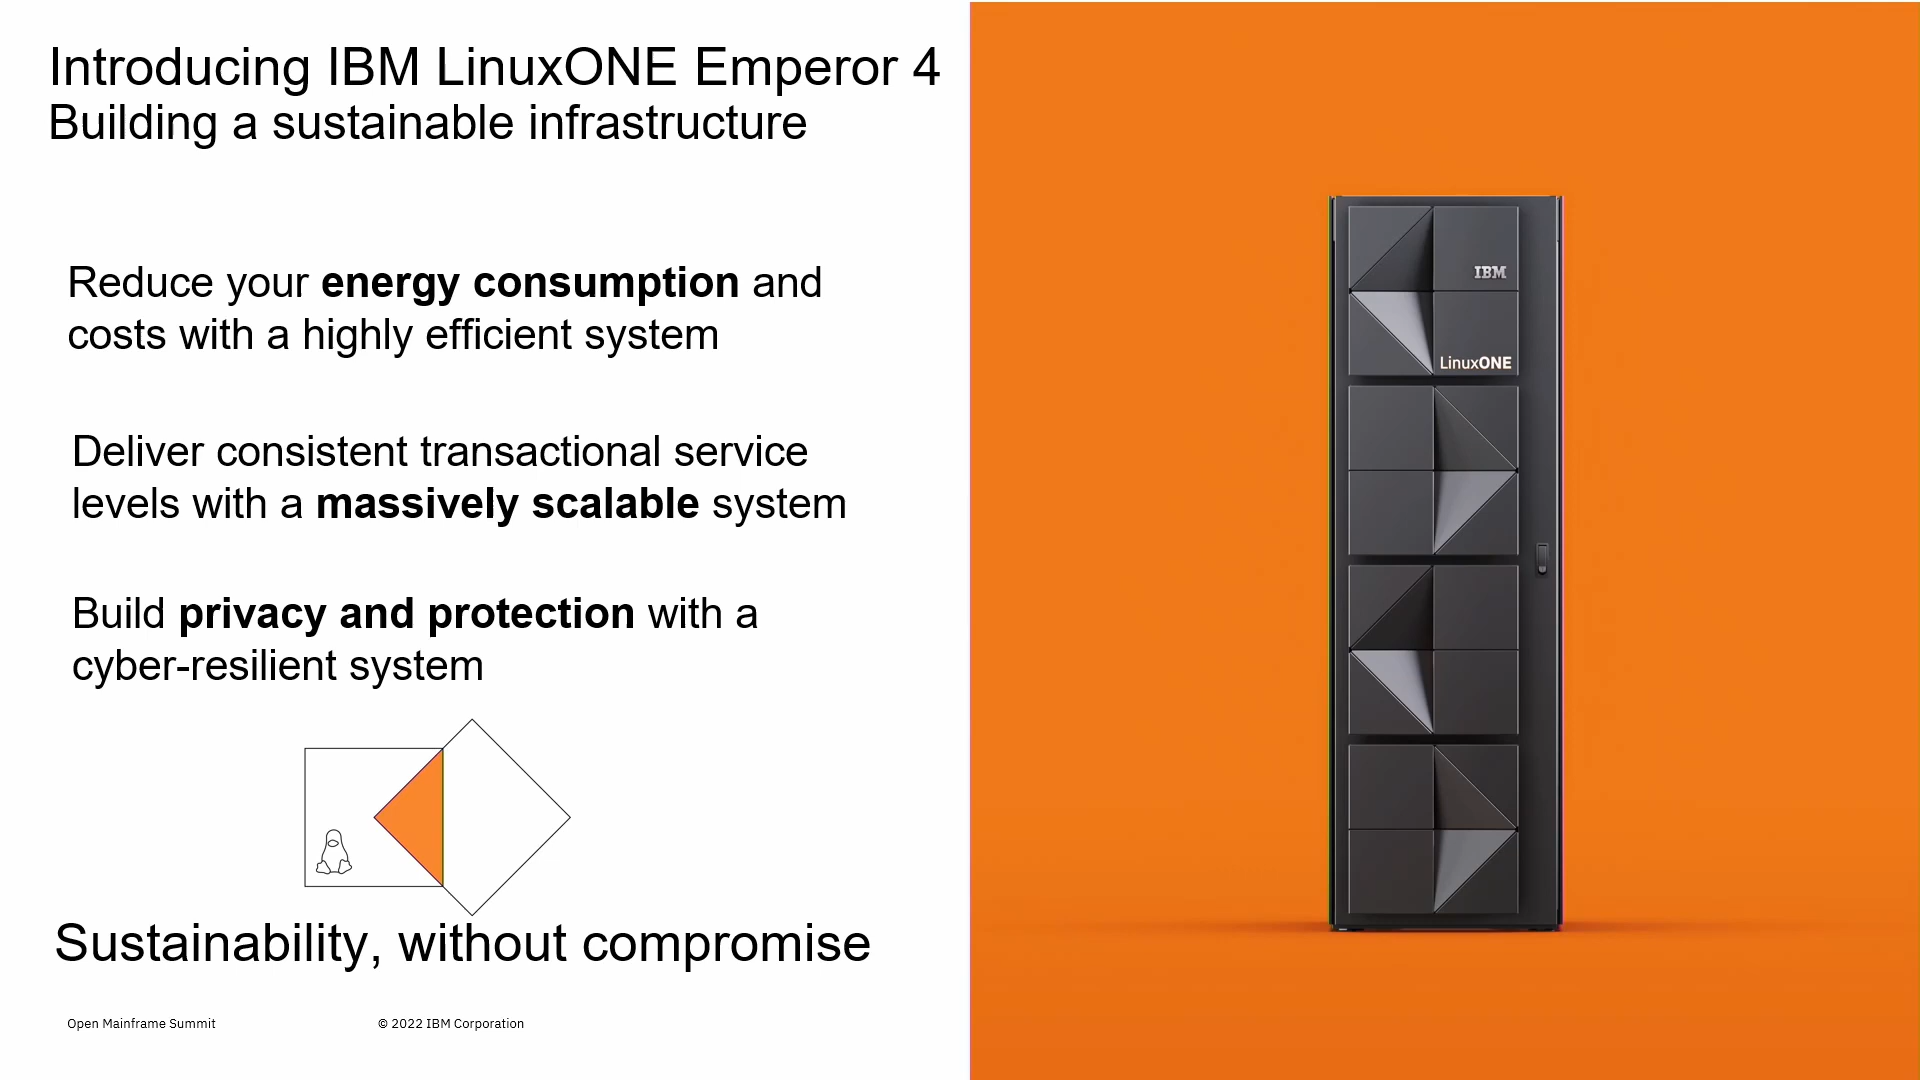 Introducing IBM LinuxONE Emperor 4
Building a sustainable infrastructure
Reduce your energy consumption and
costs with a highly efficient system
Deliver consistent transactional service
levels with a massively scalable system
Build privacy and protection with a
cyber-resilient system
Sustainability, without compromise
Open Mainframe Summit
© 2022 IBM Corporation
IBM
LinuxONE